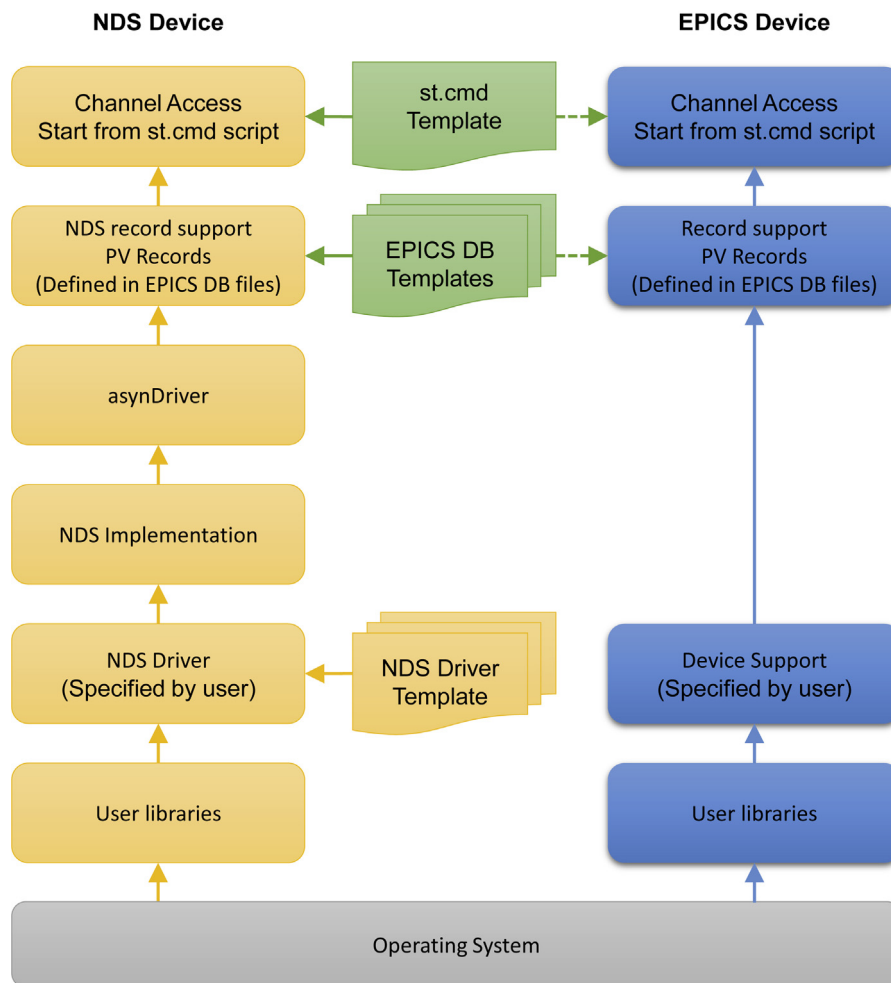 NDS Device
EPICS Device
Channel Access
Start from st.cmd script
st.cmd
Template
Channel Access
Start from st.cmd script
NDS record support
PV Records
(Defined in EPICS DB files)
EPICS DB
Templates
Record support
PV Records
(Defined in EPICS DB files)
asynDriver
NDS Implementation
NDS Driver
(Specified by user)
NDS Driver
Template
Device Support
(Specified by user)
User libraries
User libraries
Operating System